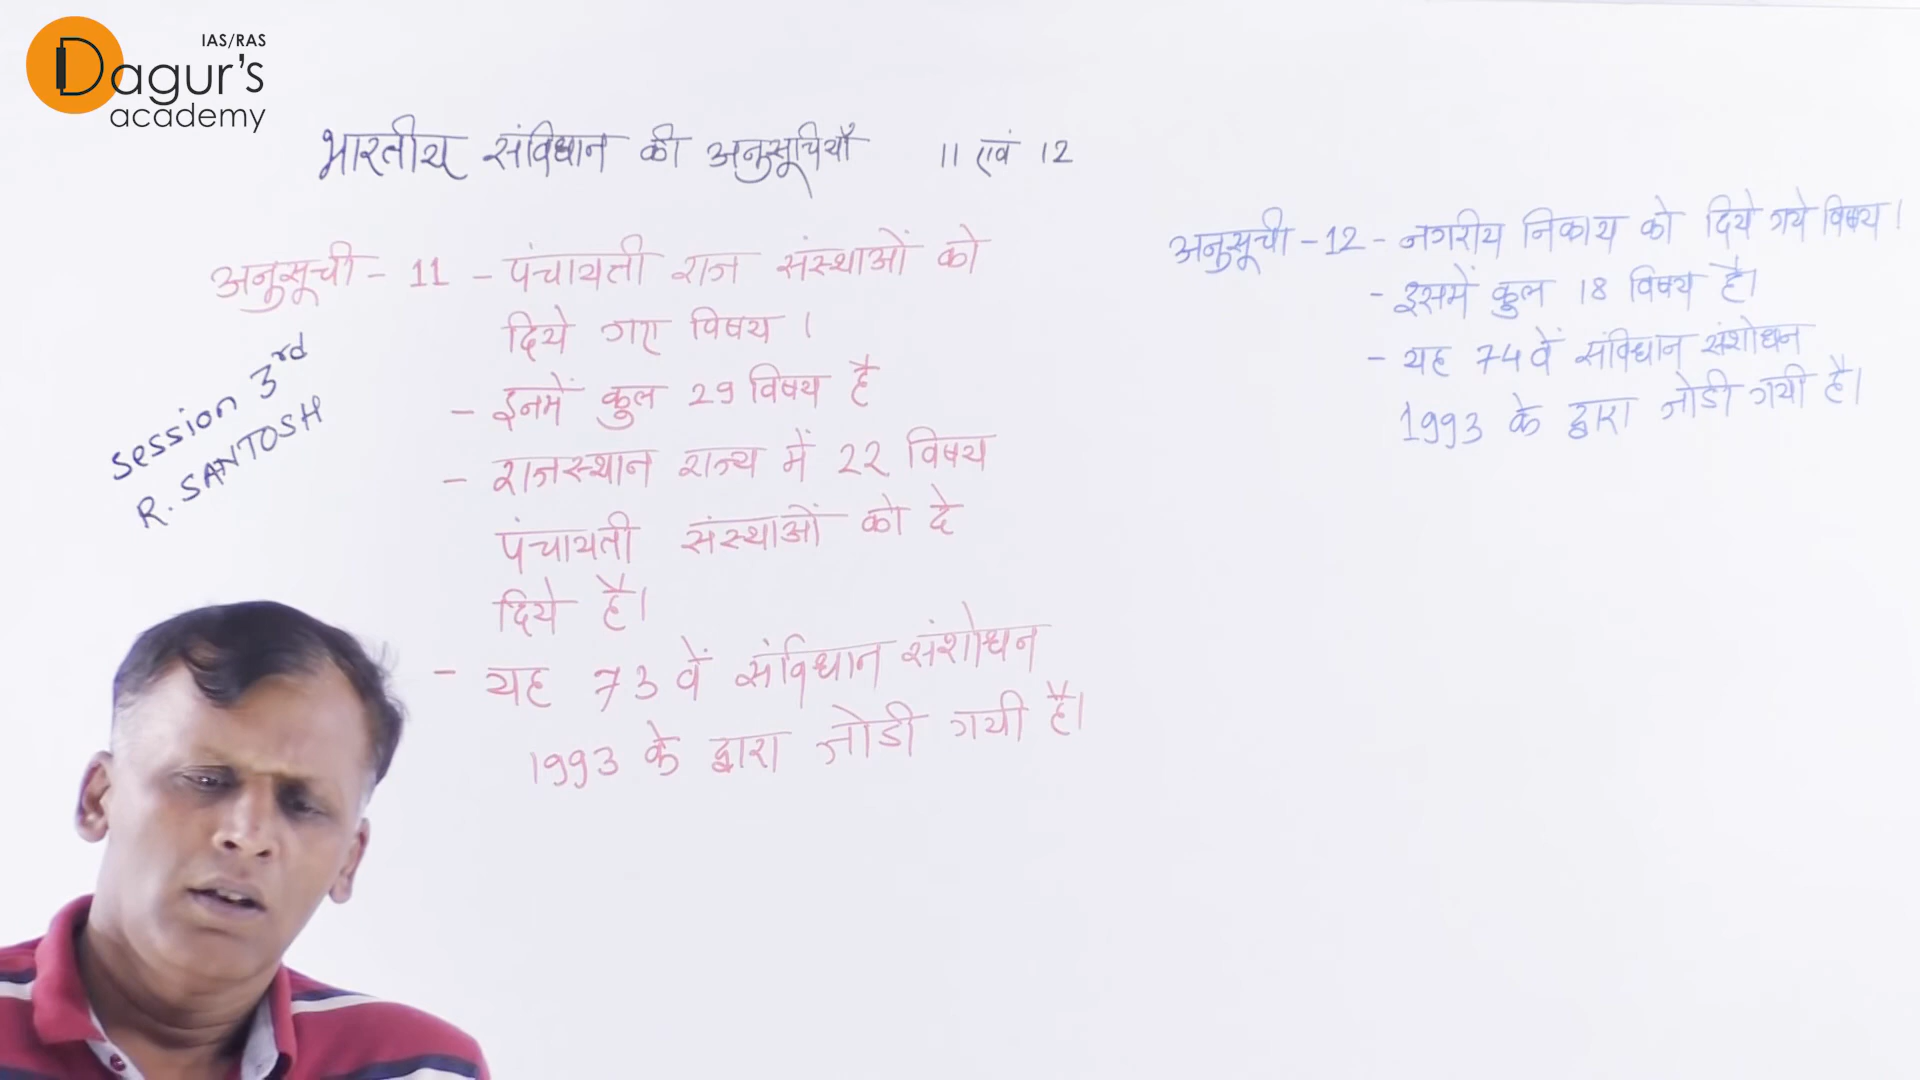 IAS/RAS
Dagur's
academy
भारतीय संविधान की अनुसूचियाँ 11 एवं 12
अनुसूची - 11 - पंचायती राज संस्थाओं को
दिये गए विषय ।
- इनमें कुल 29 विषय है
- राजस्थान राज्य में 22 विषय
पंचायती संस्थाओं को दे
दिये है।
- यह 73 वें संविधान संशोधन
1993 के द्वारा जोडी गयी है।
अनुसूची - 12 - नगरीय निकाय को दिये गये विषय।
- इसमें कुल 18 विषय है।
- यह 74 वें संविधान संशोधन
1993 के द्वारा जोडी गयी है।
Session 3rd
R. SANTOSH